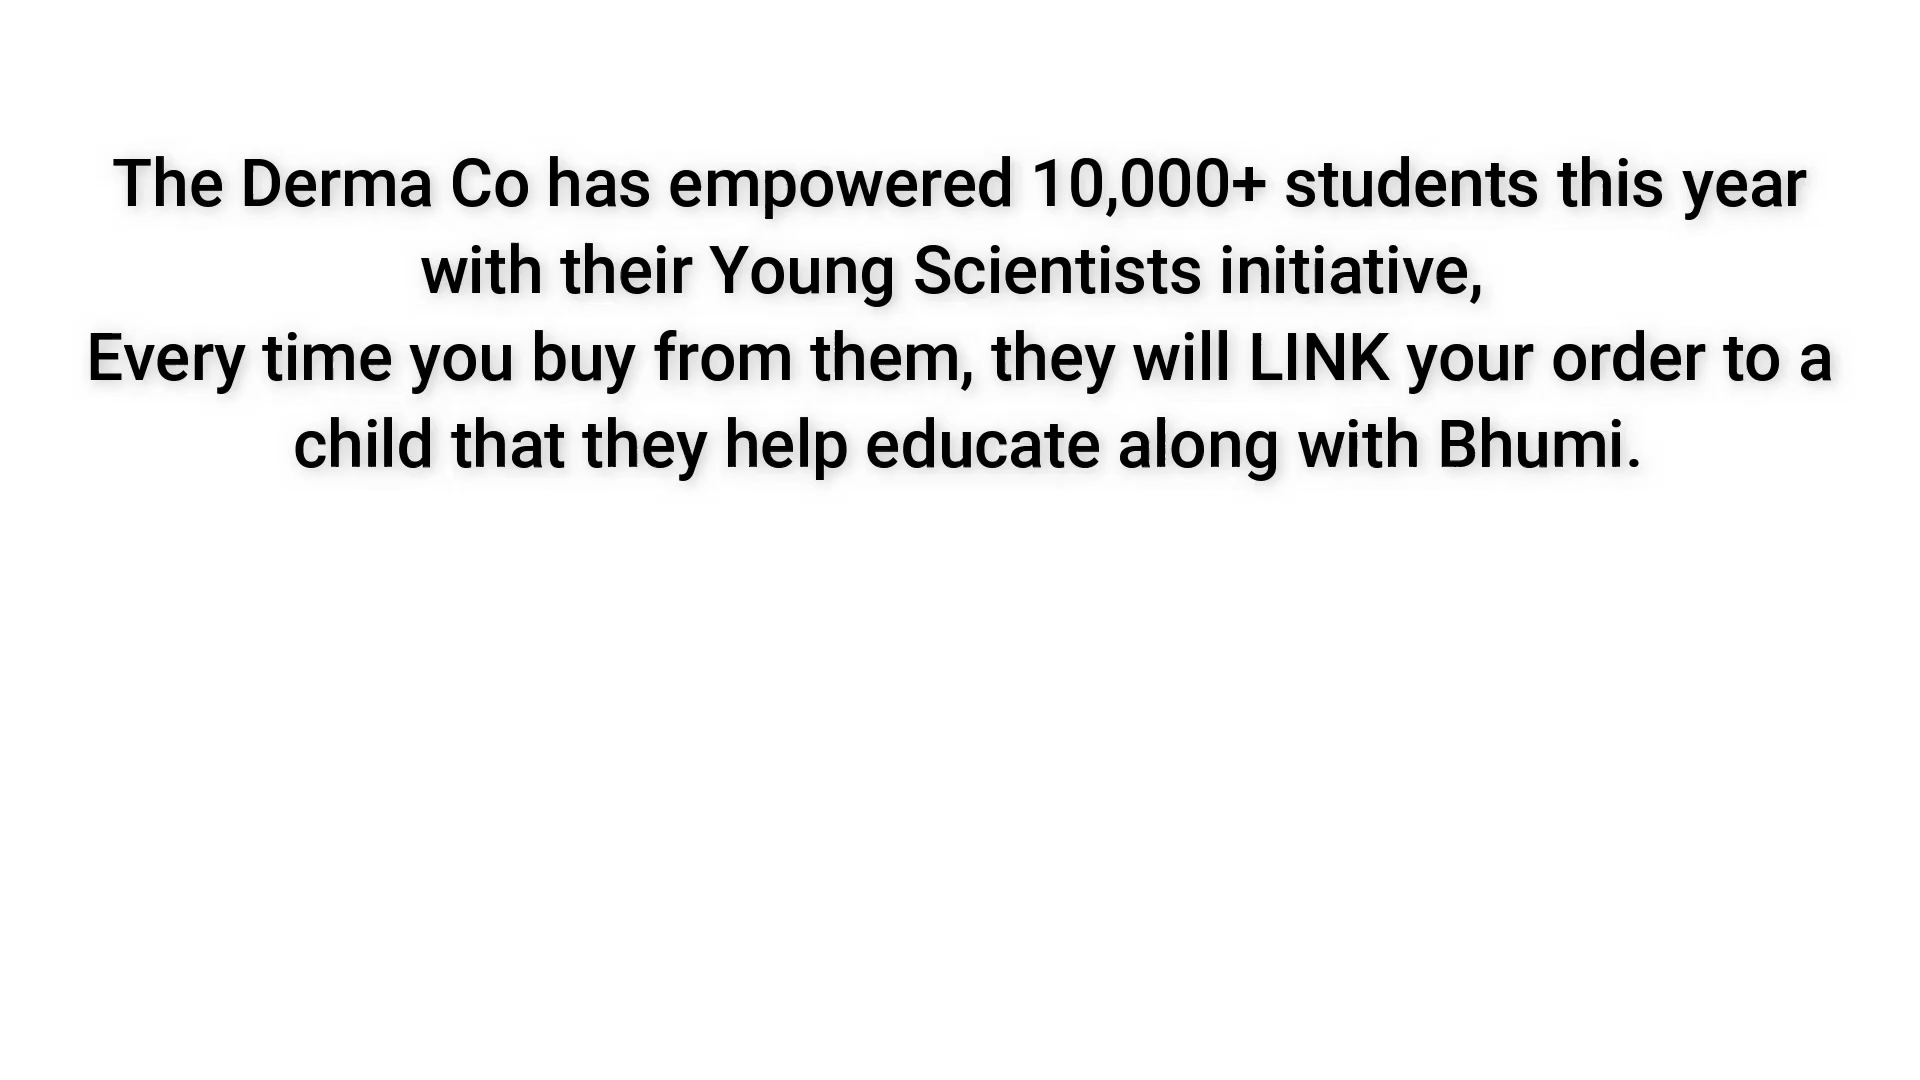 The Derma Co has empowered 10,000+ students this year
with their Young Scientists initiative,
Every time you buy from them, they will LINK your order to a
child that they help educate along with Bhumi.